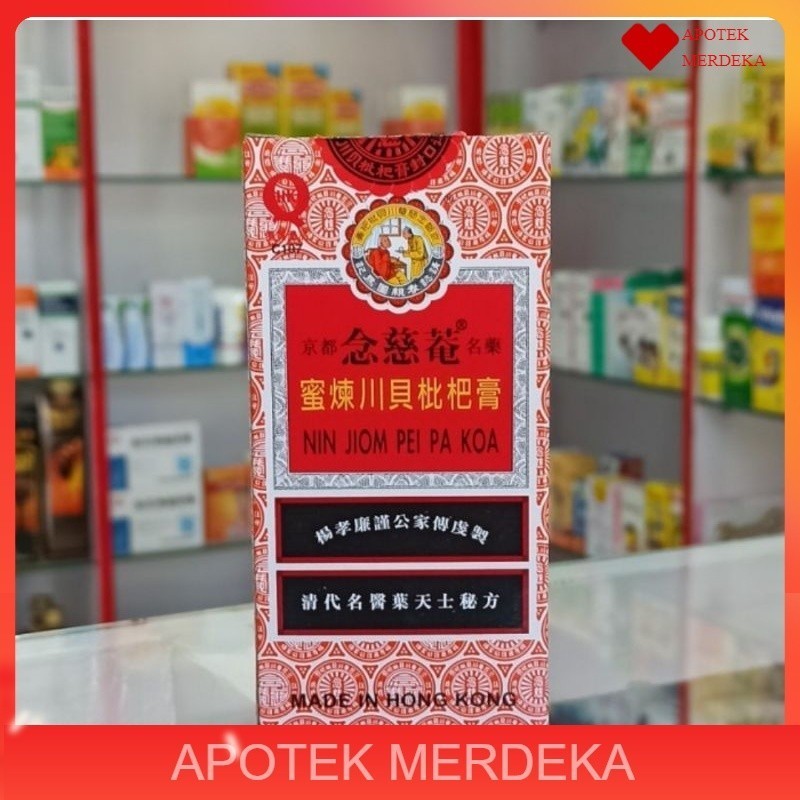 APOTEK
MERDEKA
C107
京都 念慈菴® 名藥
蜜煉川貝枇杷膏
NIN JIOM PEI PA KOA
楊孝廉謹公家傳虔製
清代名醫葉天士秘方
MADE IN HONG KONG
APOTEK MERDEKA